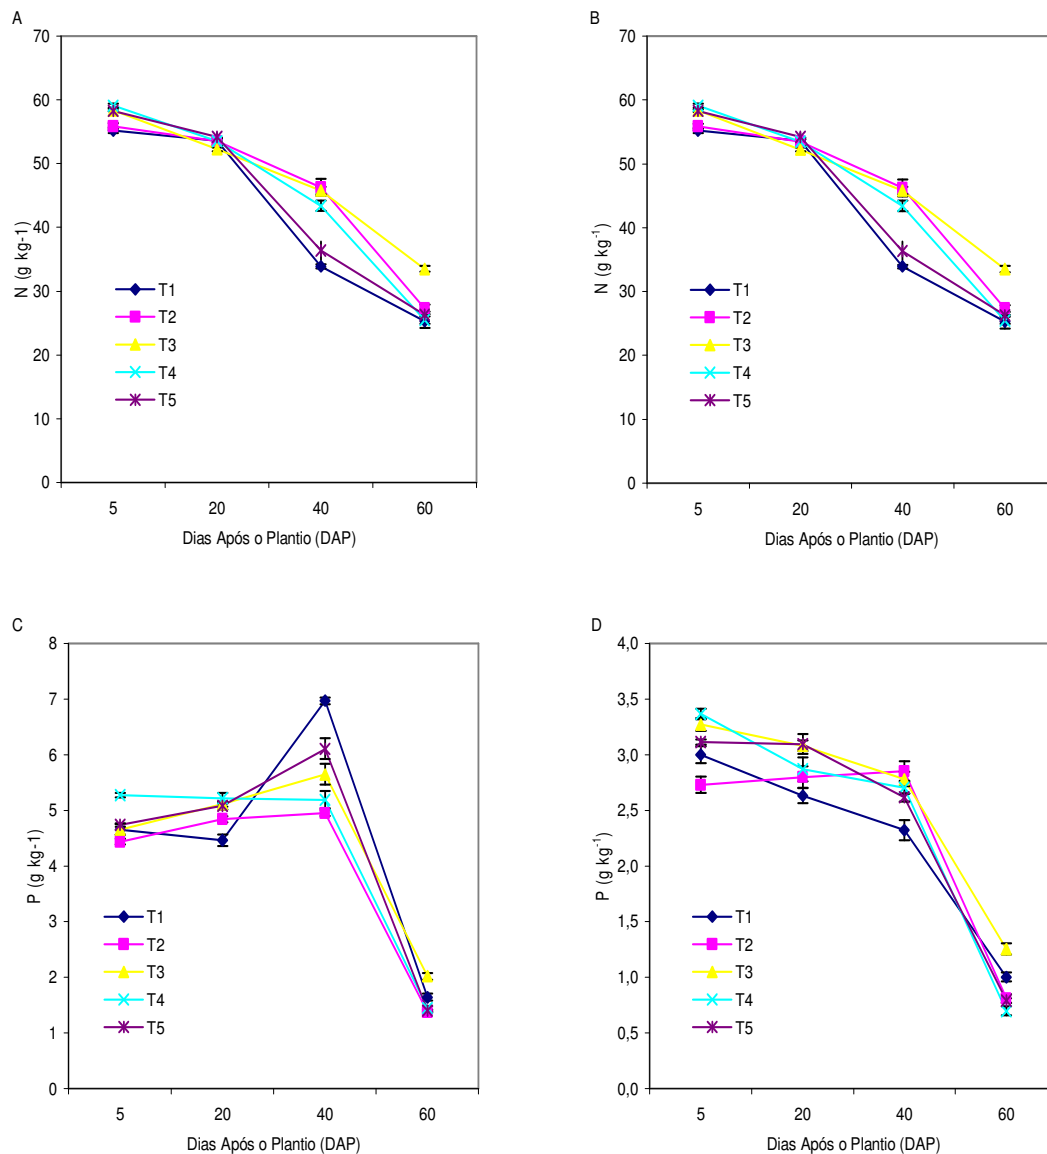 A
70
60
50
40
30
20
10
0
N (g kg-1)
T1
T2
T3
T4
T5
5 20 40 60
Dias Após o Plantio (DAP)
B
70
60
50
40
30
20
10
0
N (g kg⁻¹)
T1
T2
T3
T4
T5
5 20 40 60
Dias Após o Plantio (DAP)
C
8
7
6
5
4
3
2
1
0
P (g kg-1)
T1
T2
T3
T4
T5
5 20 40 60
Dias Após o Plantio (DAP)
D
4,0
3,5
3,0
2,5
2,0
1,5
1,0
0,5
0,0
P (g kg⁻¹)
T1
T2
T3
T4
T5
5 20 40 60
Dias Após o Plantio (DAP)